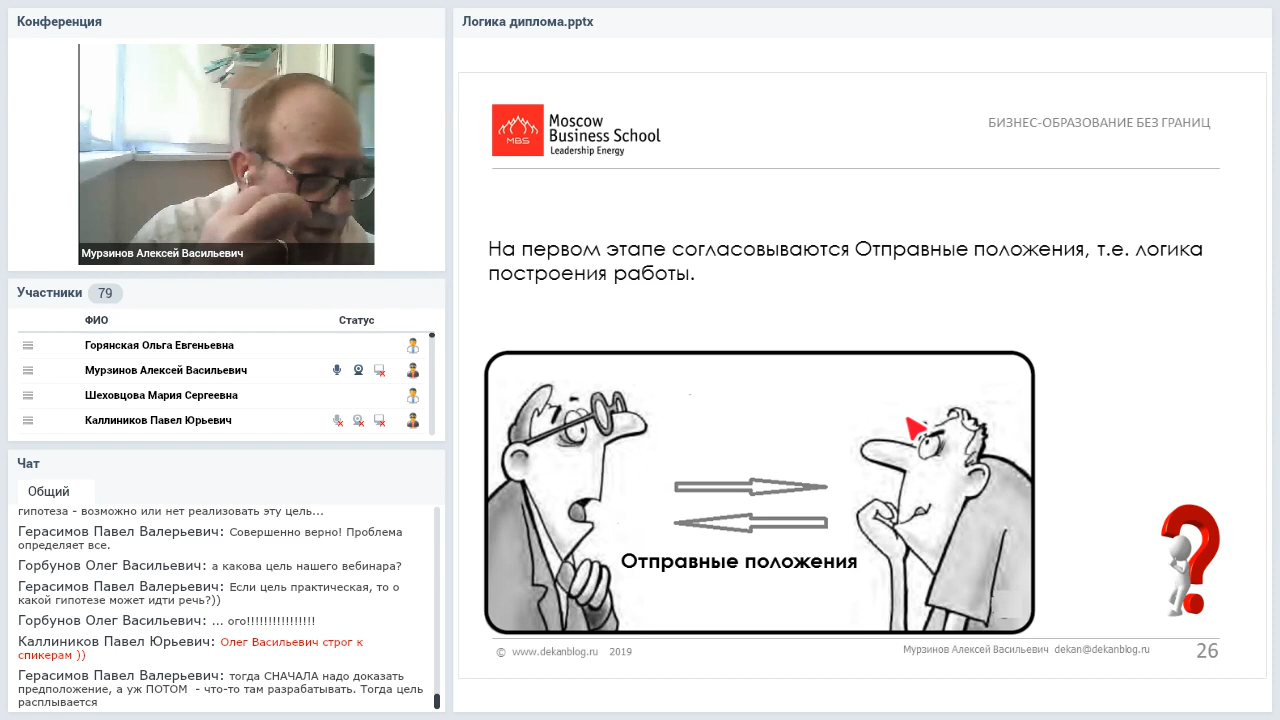 Конференция
Мурзинов Алексей Васильевич
Участники 79
ФИО Статус
Горянская Ольга Евгеньевна
Мурзинов Алексей Васильевич
Шеховцова Мария Сергеевна
Каллиников Павел Юрьевич
Чат
Общий
гипотеза - возможно или нет реализовать эту цель...
Герасимов Павел Валерьевич: Совершенно верно! Проблема
определяет все.
Горбунов Олег Васильевич: а какова цель нашего вебинара?
Герасимов Павел Валерьевич: Если цель практическая, то о
какой гипотезе может идти речь?))
Горбунов Олег Васильевич: ... ого!!!!!!!!!!!!!!!!
Каллиников Павел Юрьевич: Олег Васильевич строг к
спикерам ))
Герасимов Павел Валерьевич: тогда СНАЧАЛА надо доказать
предположение, а уж ПОТОМ - что-то там разрабатывать. Тогда цель
расплывается
Логика диплома.pptx
MBS
Moscow
Business School
Leadership Energy
БИЗНЕС-ОБРАЗОВАНИЕ БЕЗ ГРАНИЦ
На первом этапе согласовываются Отправные положения, т.е. логика
построения работы.
Отправные положения
© www.dekanblog.ru 2019
Мурзинов Алексей Васильевич dekan@dekanblog.ru
26